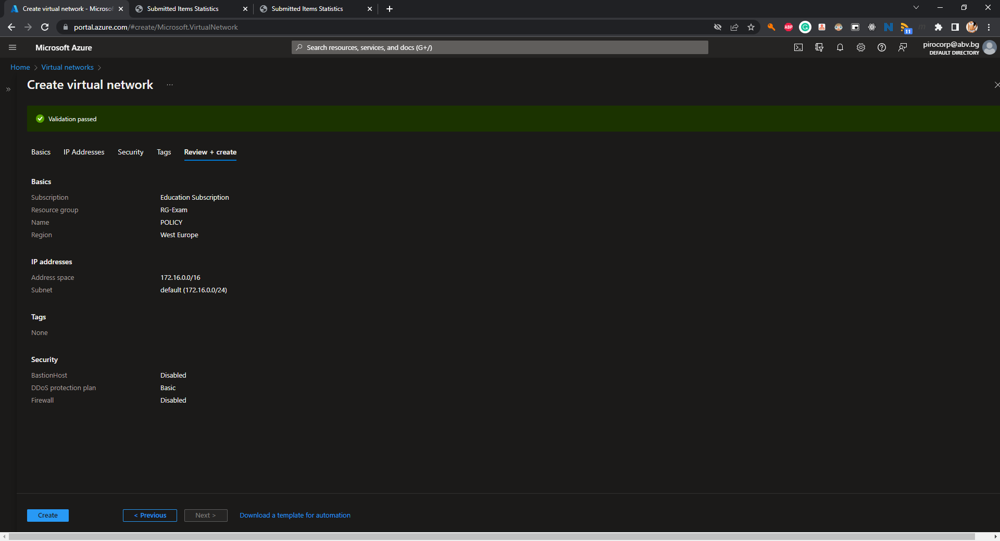 Create virtual network - Microsof
Submitted Items Statistics
Submitted Items Statistics
portal.azure.com/#create/Microsoft.VirtualNetwork
ABP
11
Microsoft Azure
Search resources, services, and docs (G+/)
pirocorp@abv.bg
DEFAULT DIRECTORY
Home > Virtual networks >
Create virtual network ...
Validation passed
Basics IP Addresses Security Tags Review + create
Basics
Subscription Education Subscription
Resource group RG-Exam
Name POLICY
Region West Europe
IP addresses
Address space 172.16.0.0/16
Subnet default (172.16.0.0/24)
Tags
None
Security
BastionHost Disabled
DDoS protection plan Basic
Firewall Disabled
Create < Previous Next > Download a template for automation